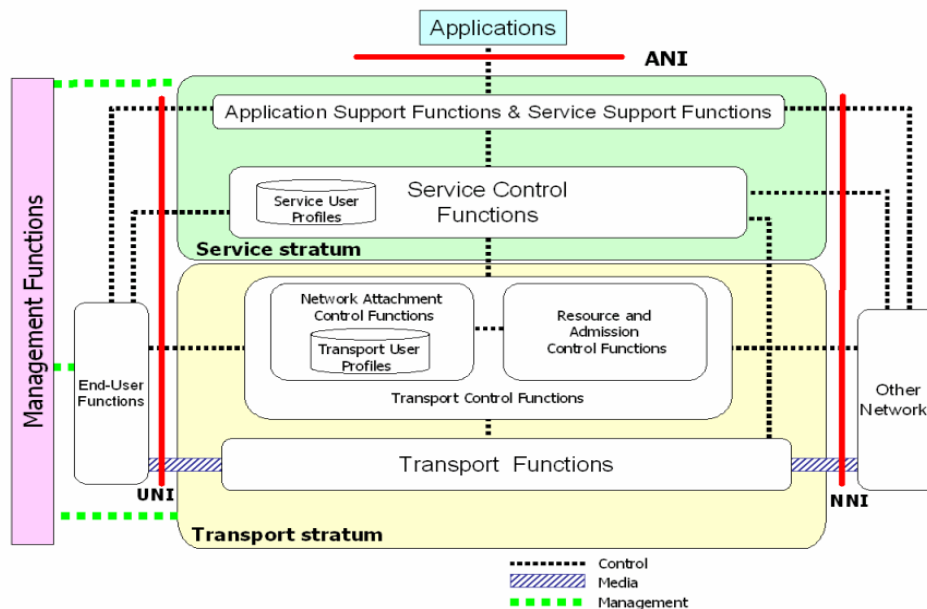 Applications
ANI
Application Support Functions & Service Support Functions
Service User
Profiles
Service Control
Functions
Service stratum
Management Functions
Network Attachment
Control Functions
Transport User
Profiles
Resource and
Admission
Control Functions
Transport Control Functions
End-User
Functions
Other
Network
Transport Functions
UNI
NNI
Transport stratum
Control
Media
Management